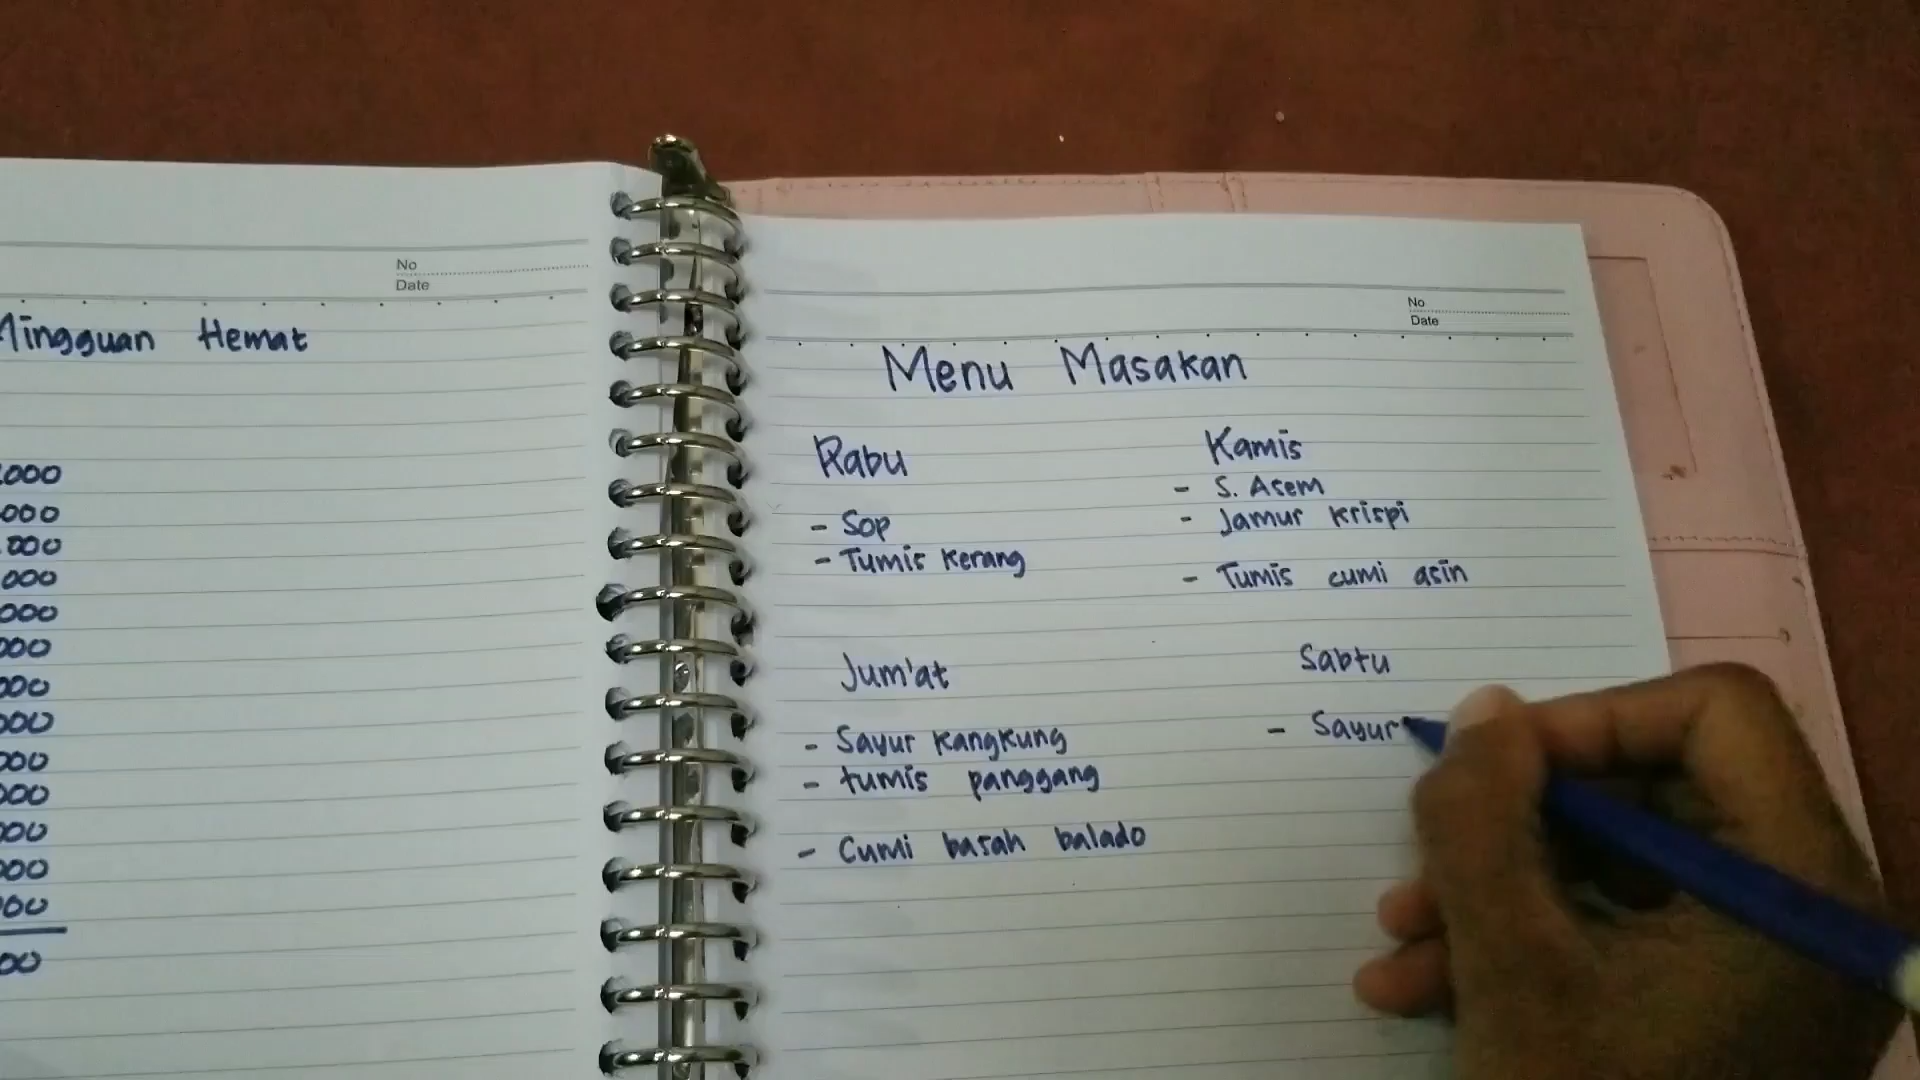 No
Date
Mingguan Hemat
.000
.000
.000
000
000
000
000
000
000
000
000
000
00
00
No
Date
Menu Masakan
Rabu
- Sop
- Tumis kerang
Kamis
- S. Asem
- Jamur krispi
- Tumis cumi asin
Jum'at
- Sayur kangkung
- tumis panggang
- Cumi basah balado
Sabtu
- Sayur